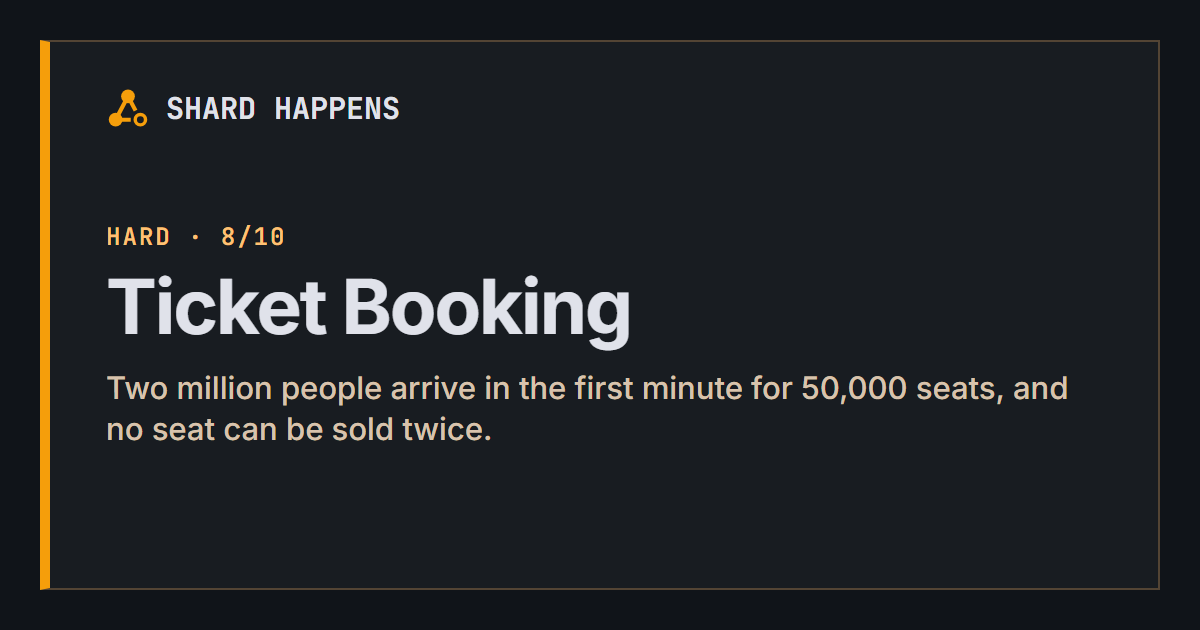 SHARD HAPPENS
HARD · 8/10
Ticket Booking
Two million people arrive in the first minute for 50,000 seats, and
no seat can be sold twice.